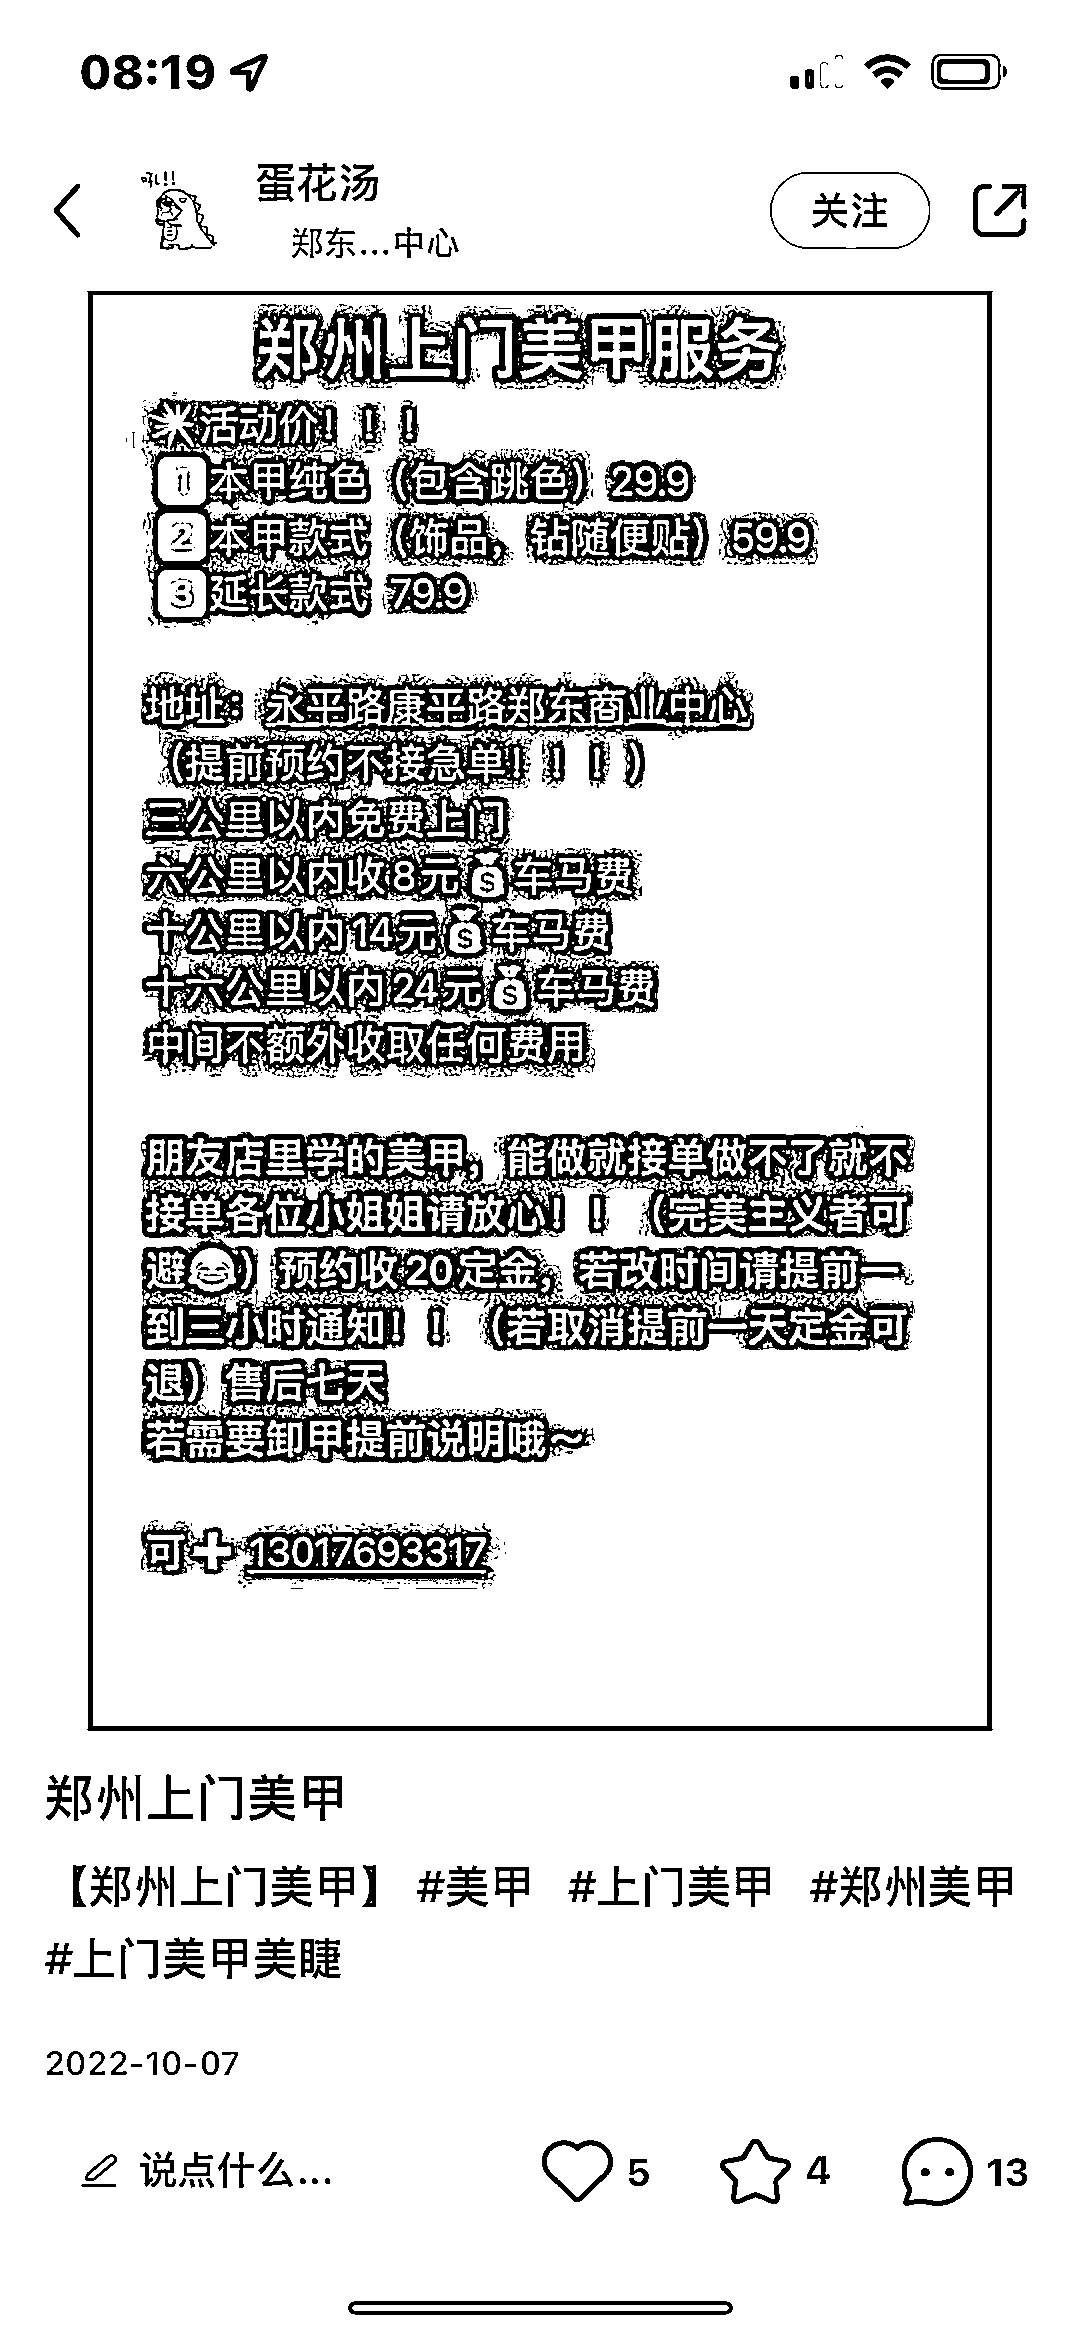 08:19
吼!!
蛋花汤
郑东...中心
关注
郑州上门美甲服务
活动价！！！
1本甲纯色（包含跳色）29.9
2本甲款式（饰品，钻随便贴）59.9
3延长款式 79.9
地址：永平路康平路郑东商业中心
（提前预约不接急单！！！）
三公里以内免费上门
六公里以内收8元💰车马费
十公里以内14元💰车马费
十六公里以内24元💰车马费
中间不额外收取任何费用
朋友店里学的美甲，能做就接单做不了就不
接单各位小姐姐请放心！！（完美主义者可
避😂）预约收20定金，若改时间请提前一
到三小时通知！！（若取消提前一天定金可
退）售后七天
若需要卸甲提前说明哦～
可➕13017693317
郑州上门美甲
【郑州上门美甲】 #美甲 #上门美甲 #郑州美甲
#上门美甲美睫
2022-10-07
说点什么...
5
4
13